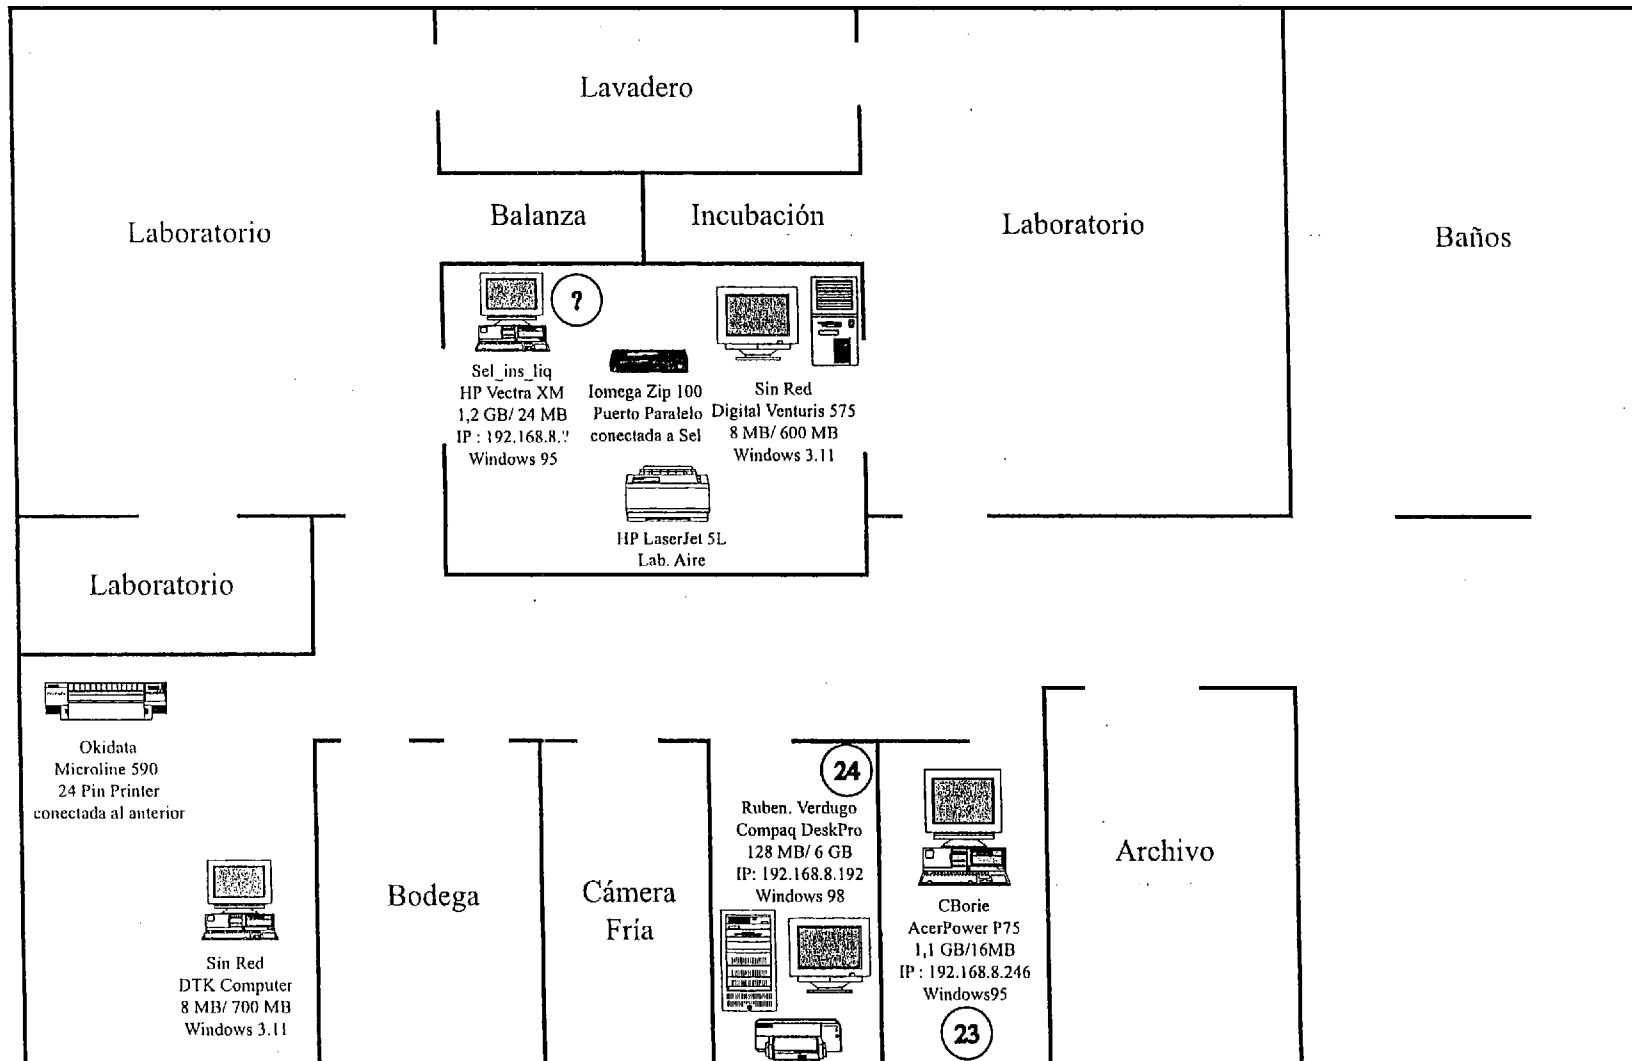 Lavadero
Laboratorio
Balanza
Incubación
Laboratorio
Baños
?
Sel_ins_liq
HP Vectra XM
1,2 GB/ 24 MB
IP : 192.168.8.?
Windows 95
Iomega Zip 100
Puerto Paralelo
conectada a Sel
Sin Red
Digital Venturis 575
8 MB/ 600 MB
Windows 3.11
HP LaserJet 5L
Lab. Aire
Laboratorio
Okidata
Microline 590
24 Pin Printer
conectada al anterior
Sin Red
DTK Computer
8 MB/ 700 MB
Windows 3.11
Bodega
Cámera
Fría
24
Ruben. Verdugo
Compaq DeskPro
128 MB/ 6 GB
IP: 192.168.8.192
Windows 98
CBorie
AcerPower P75
1,1 GB/16MB
IP : 192.168.8.246
Windows95
23
Archivo